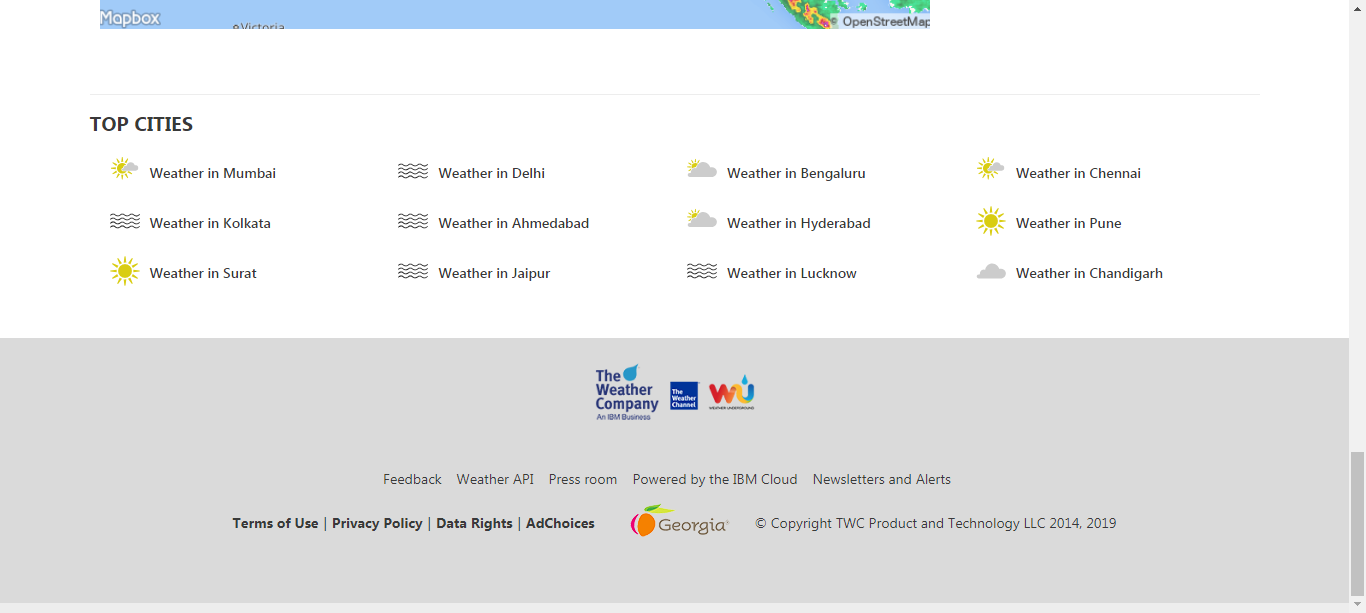 Mapbox
Victoria
© OpenStreetMap
TOP CITIES
Weather in Mumbai
Weather in Delhi
Weather in Bengaluru
Weather in Chennai
Weather in Kolkata
Weather in Ahmedabad
Weather in Hyderabad
Weather in Pune
Weather in Surat
Weather in Jaipur
Weather in Lucknow
Weather in Chandigarh
The
Weather
Company
An IBM Business
The
Weather
Channel
WU
WEATHER UNDERGROUND
Feedback Weather API Press room Powered by the IBM Cloud Newsletters and Alerts
Terms of Use | Privacy Policy | Data Rights | AdChoices
Georgia®
© Copyright TWC Product and Technology LLC 2014, 2019